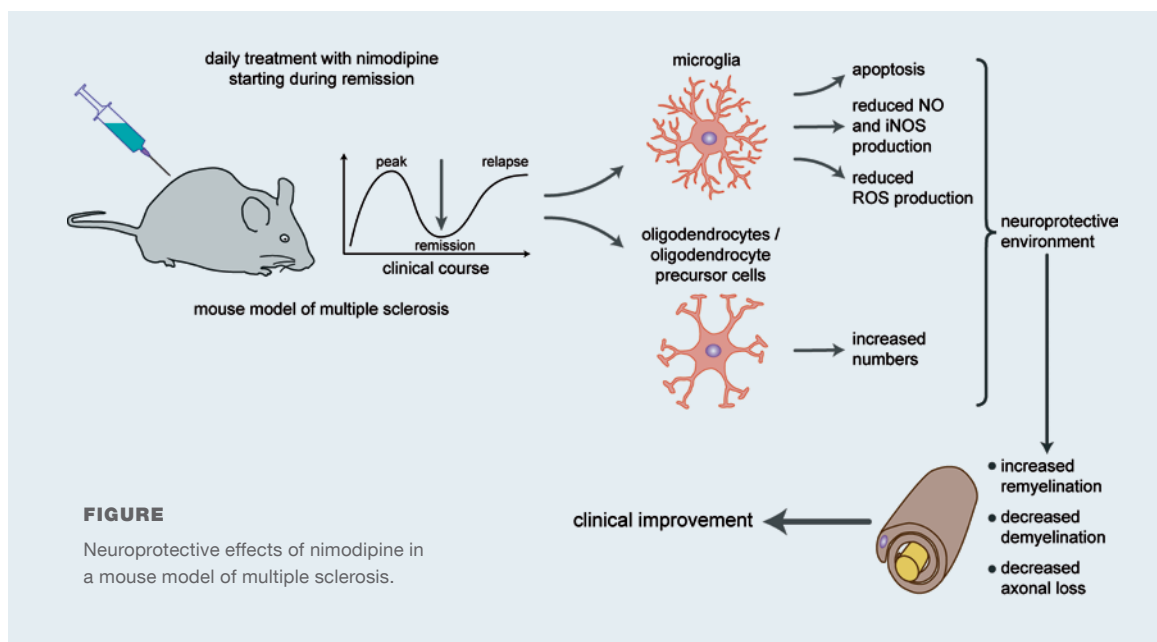 daily treatment with nimodipine
starting during remission
peak
relapse
remission
clinical course
mouse model of multiple sclerosis
microglia
apoptosis
reduced NO
and iNOS
production
reduced
ROS production
oligodendrocytes /
oligodendrocyte
precursor cells
increased
numbers
neuroprotective
environment
• increased
remyelination
• decreased
demyelination
• decreased
axonal loss
clinical improvement
FIGURE
Neuroprotective effects of nimodipine in
a mouse model of multiple sclerosis.